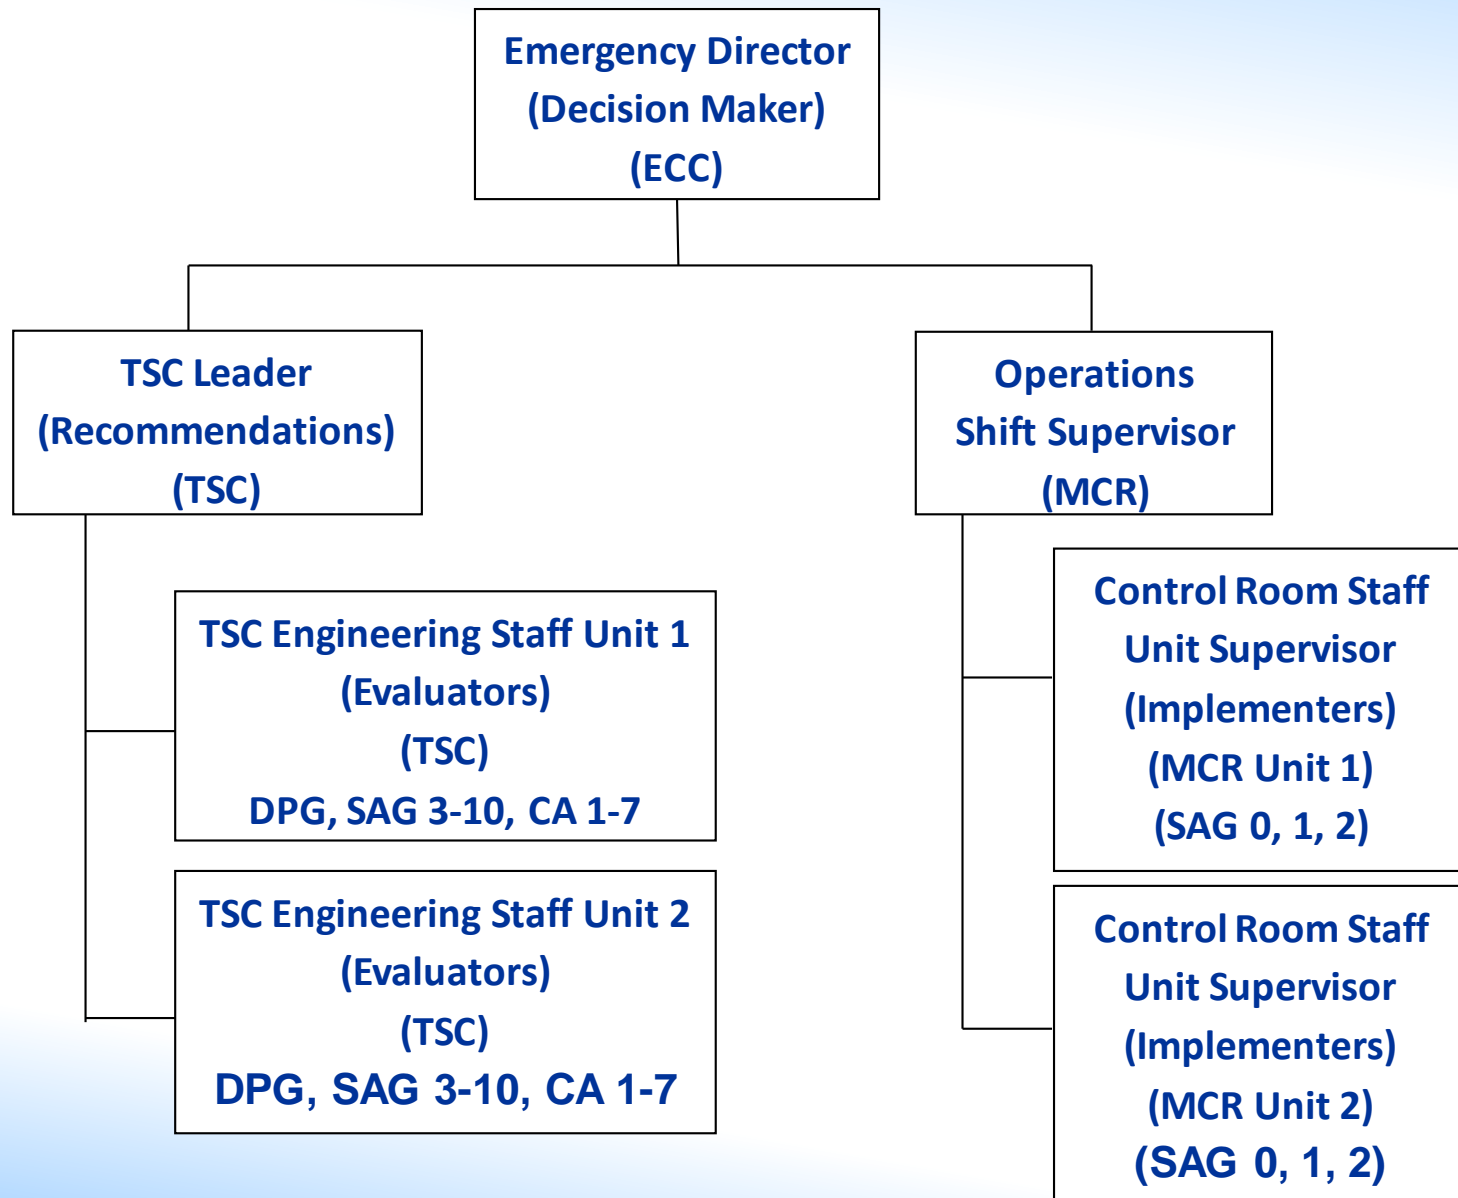 Emergency Director
(Decision Maker)
(ECC)
TSC Leader
(Recommendations)
(TSC)
Operations
Shift Supervisor
(MCR)
TSC Engineering Staff Unit 1
(Evaluators)
(TSC)
DPG, SAG 3-10, CA 1-7
TSC Engineering Staff Unit 2
(Evaluators)
(TSC)
DPG, SAG 3-10, CA 1-7
Control Room Staff
Unit Supervisor
(Implementers)
(MCR Unit 1)
(SAG 0, 1, 2)
Control Room Staff
Unit Supervisor
(Implementers)
(MCR Unit 2)
(SAG 0, 1, 2)